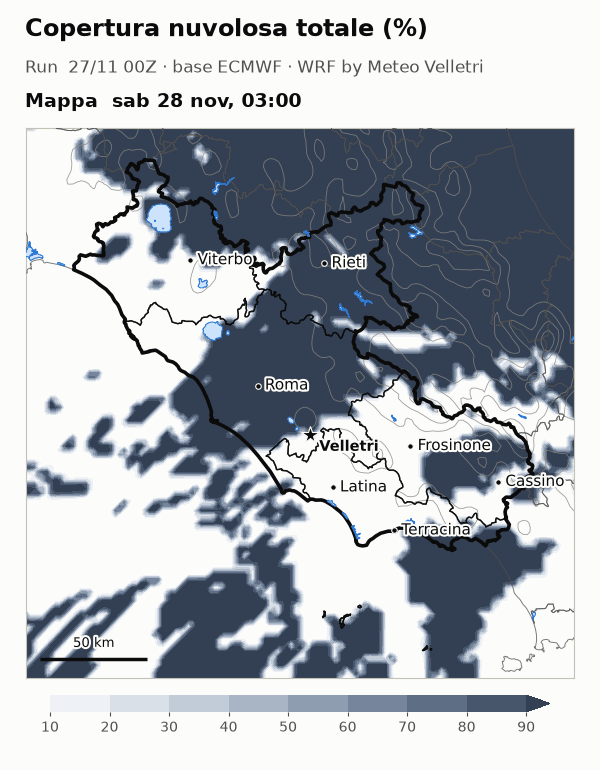 Copertura nuvolosa totale (%)
Run  27/11 00Z · base ECMWF · WRF by Meteo Velletri
Mappa  sab 28 nov, 03:00
Viterbo
Rieti
Roma
Velletri
Frosinone
Latina
Cassino
Terracina
50 km
10 20 30 40 50 60 70 80 90